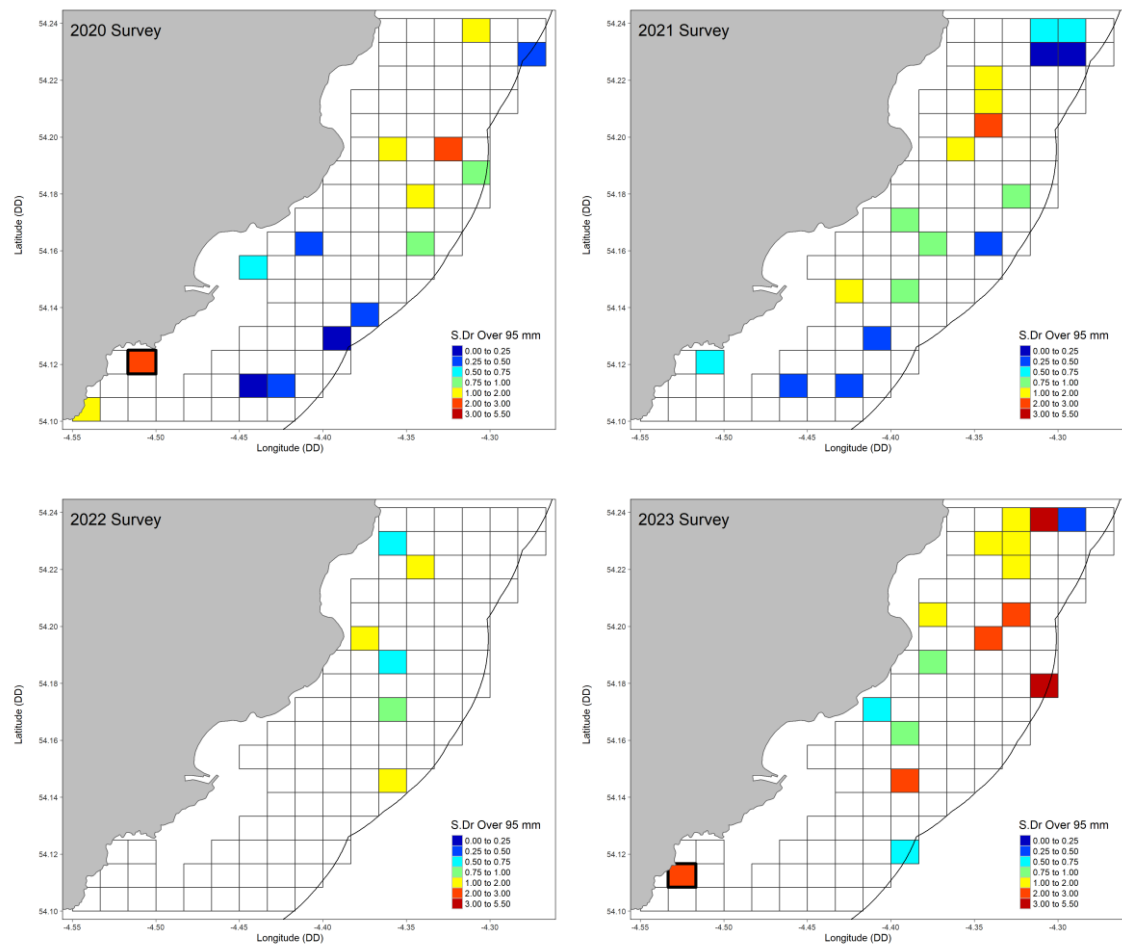 2020 Survey
54.24
54.22
54.20
54.18
54.16
54.14
54.12
54.10
Latitude (DD)
S.Dr Over 95 mm
0.00 to 0.25
0.25 to 0.50
0.50 to 0.75
0.75 to 1.00
1.00 to 2.00
2.00 to 3.00
3.00 to 5.50
-4.55 -4.50 -4.45 -4.40 -4.35 -4.30
Longitude (DD)
2021 Survey
54.24
54.22
54.20
54.18
54.16
54.14
54.12
54.10
Latitude (DD)
S.Dr Over 95 mm
0.00 to 0.25
0.25 to 0.50
0.50 to 0.75
0.75 to 1.00
1.00 to 2.00
2.00 to 3.00
3.00 to 5.50
-4.55 -4.50 -4.45 -4.40 -4.35 -4.30
Longitude (DD)
2022 Survey
54.24
54.22
54.20
54.18
54.16
54.14
54.12
54.10
Latitude (DD)
S.Dr Over 95 mm
0.00 to 0.25
0.25 to 0.50
0.50 to 0.75
0.75 to 1.00
1.00 to 2.00
2.00 to 3.00
3.00 to 5.50
-4.55 -4.50 -4.45 -4.40 -4.35 -4.30
Longitude (DD)
2023 Survey
54.24
54.22
54.20
54.18
54.16
54.14
54.12
54.10
Latitude (DD)
S.Dr Over 95 mm
0.00 to 0.25
0.25 to 0.50
0.50 to 0.75
0.75 to 1.00
1.00 to 2.00
2.00 to 3.00
3.00 to 5.50
-4.55 -4.50 -4.45 -4.40 -4.35 -4.30
Longitude (DD)